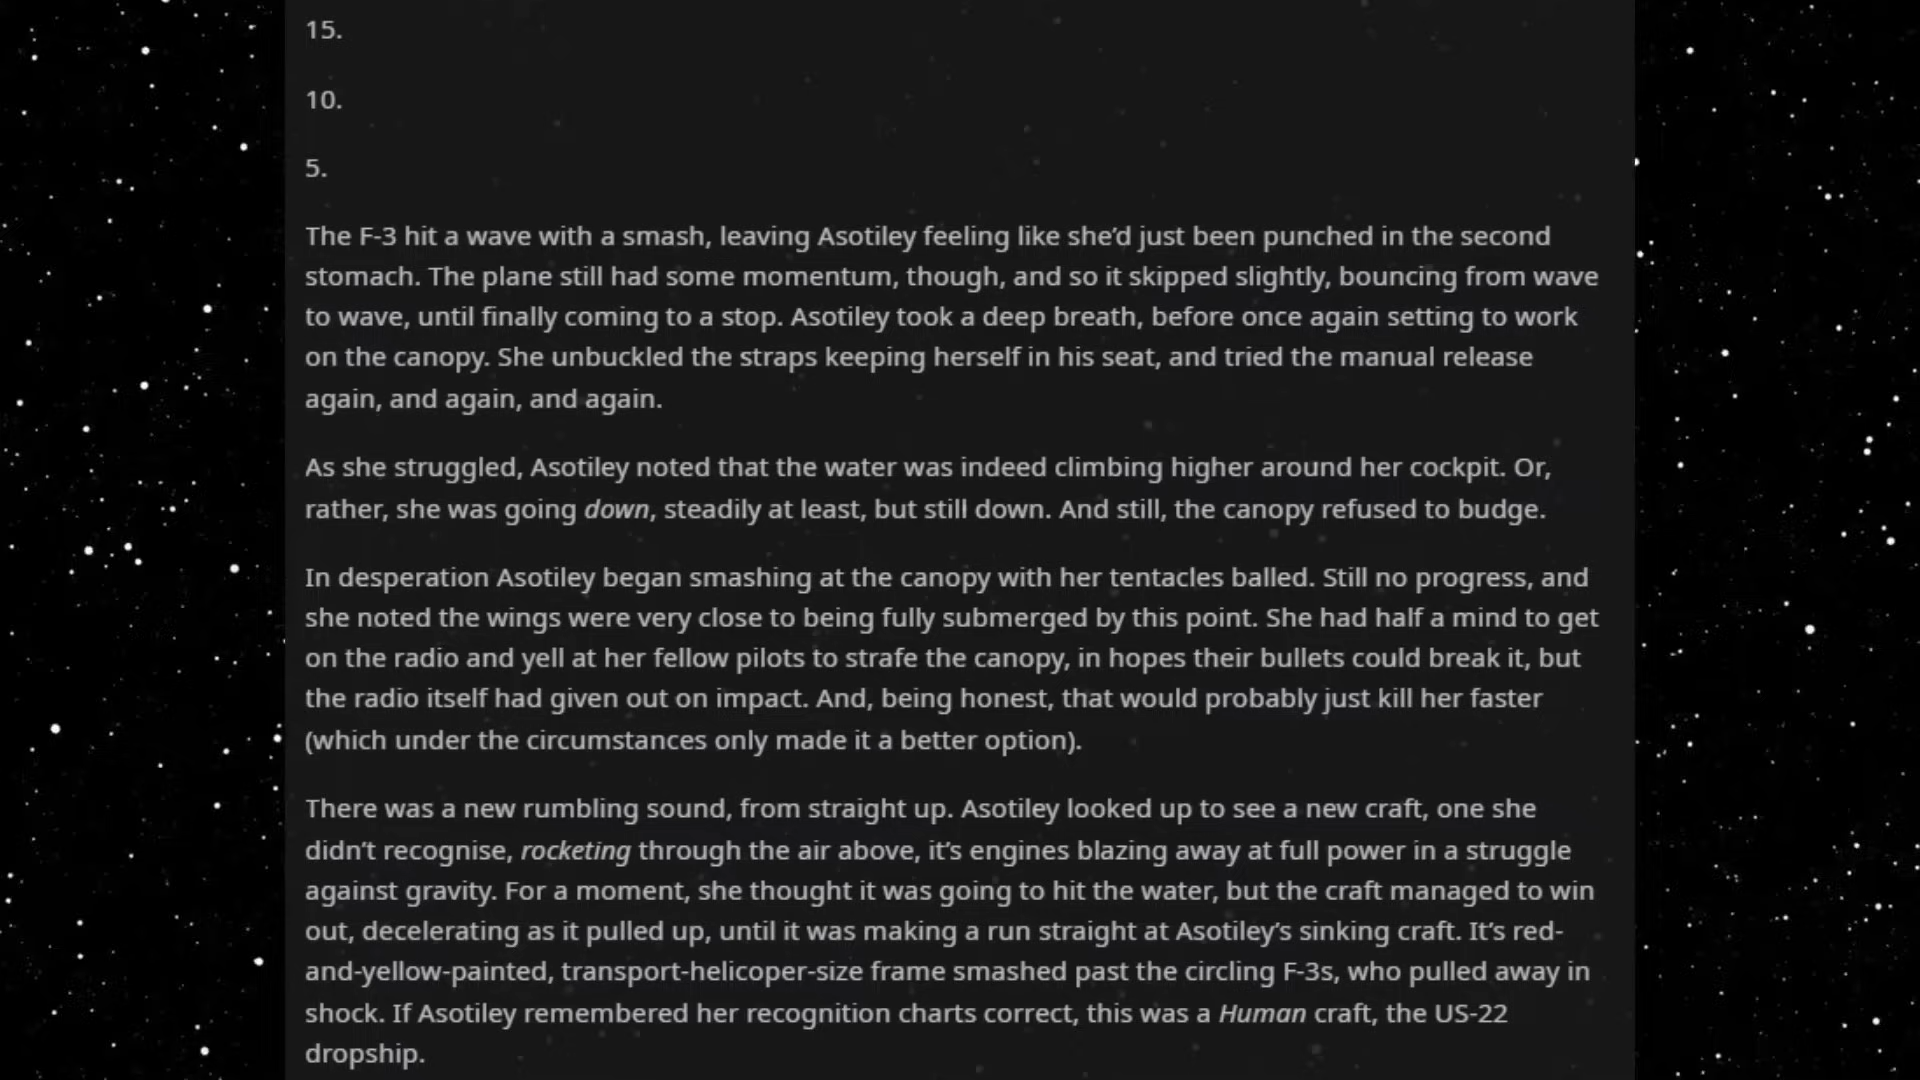 15.
10.
5.
The F-3 hit a wave with a smash, leaving Asotiley feeling like she’d just been punched in the second
stomach. The plane still had some momentum, though, and so it skipped slightly, bouncing from wave
to wave, until finally coming to a stop. Asotiley took a deep breath, before once again setting to work
on the canopy. She unbuckled the straps keeping herself in his seat, and tried the manual release
again, and again, and again.
As she struggled, Asotiley noted that the water was indeed climbing higher around her cockpit. Or,
rather, she was going down, steadily at least, but still down. And still, the canopy refused to budge.
In desperation Asotiley began smashing at the canopy with her tentacles balled. Still no progress, and
she noted the wings were very close to being fully submerged by this point. She had half a mind to get
on the radio and yell at her fellow pilots to strafe the canopy, in hopes their bullets could break it, but
the radio itself had given out on impact. And, being honest, that would probably just kill her faster
(which under the circumstances only made it a better option).
There was a new rumbling sound, from straight up. Asotiley looked up to see a new craft, one she
didn’t recognise, rocketing through the air above, it’s engines blazing away at full power in a struggle
against gravity. For a moment, she thought it was going to hit the water, but the craft managed to win
out, decelerating as it pulled up, until it was making a run straight at Asotiley’s sinking craft. It’s red-
and-yellow-painted, transport-helicoper-size frame smashed past the circling F-3s, who pulled away in
shock. If Asotiley remembered her recognition charts correct, this was a Human craft, the US-22
dropship.